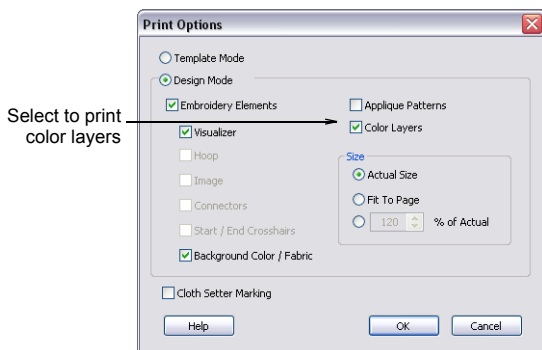 Print Options
Template Mode
Design Mode
Embroidery Elements
Applique Patterns
Select to print
color layers
Visualizer
Color Layers
Hoop
Size
Image
Actual Size
Connectors
Fit To Page
Start / End Crosshairs
120 % of Actual
Background Color / Fabric
Cloth Setter Marking
Help
OK
Cancel